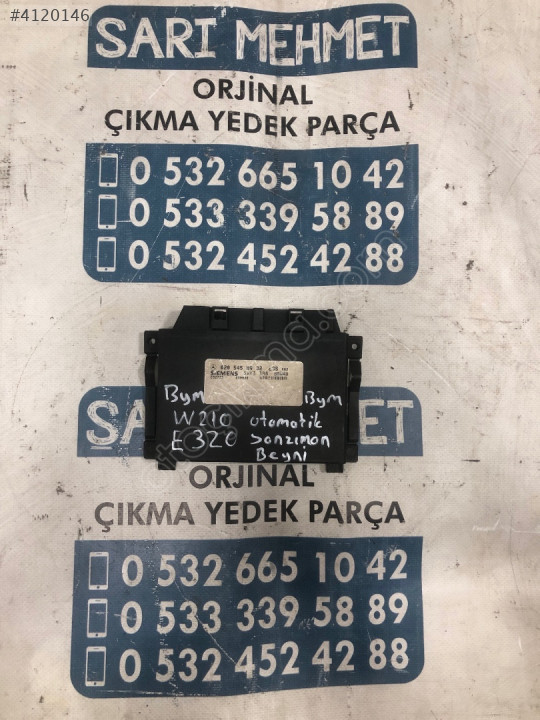 #4120146
SARI MEHMET
ORJİNAL
ÇIKMA YEDEK PARÇA
0 532 665 10 42
0 533 339 58 89
0 532 452 42 88
SIEMENS
Bym Bym
W210 otomatik
E320 şanzıman
Beyni
SARI MEHMET
ORJİNAL
ÇIKMA YEDEK PARÇA
0 532 665 10 42
0 533 339 58 89
0 532 452 42 88